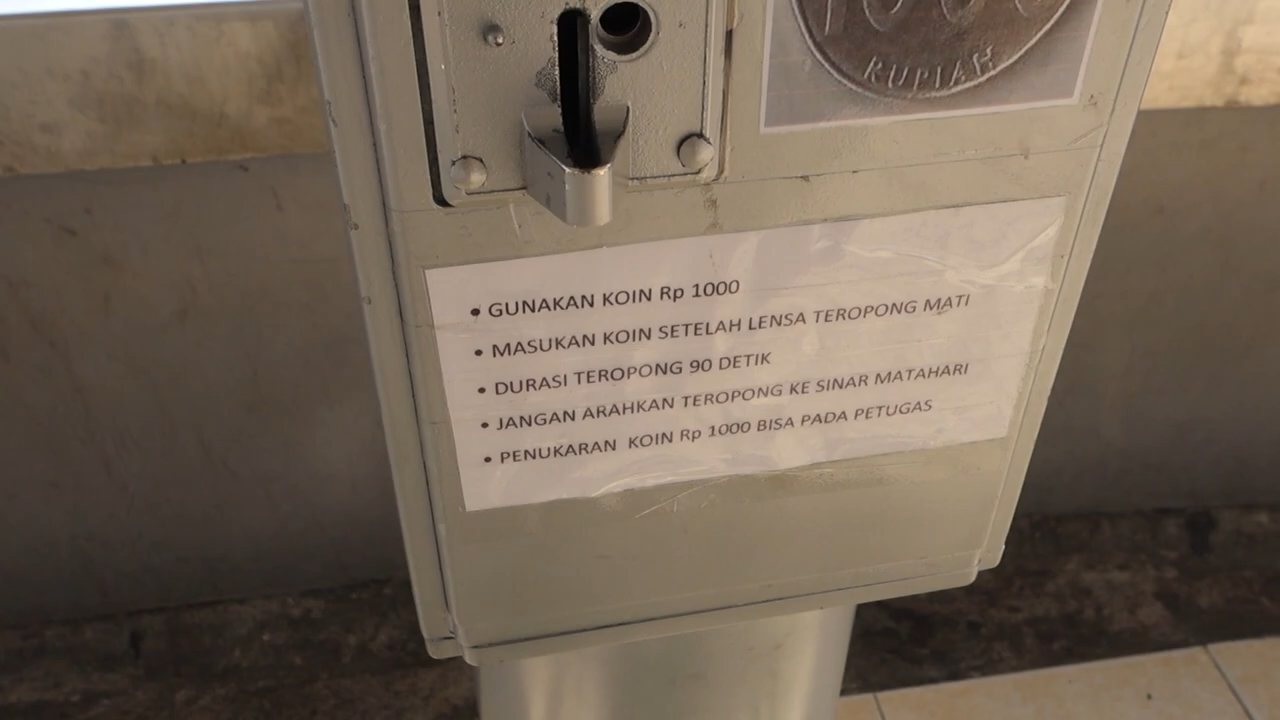 1000
RUPIAH
• GUNAKAN KOIN Rp 1000
• MASUKAN KOIN SETELAH LENSA TEROPONG MATI
• DURASI TEROPONG 90 DETIK
• JANGAN ARAHKAN TEROPONG KE SINAR MATAHARI
• PENUKARAN KOIN Rp 1000 BISA PADA PETUGAS